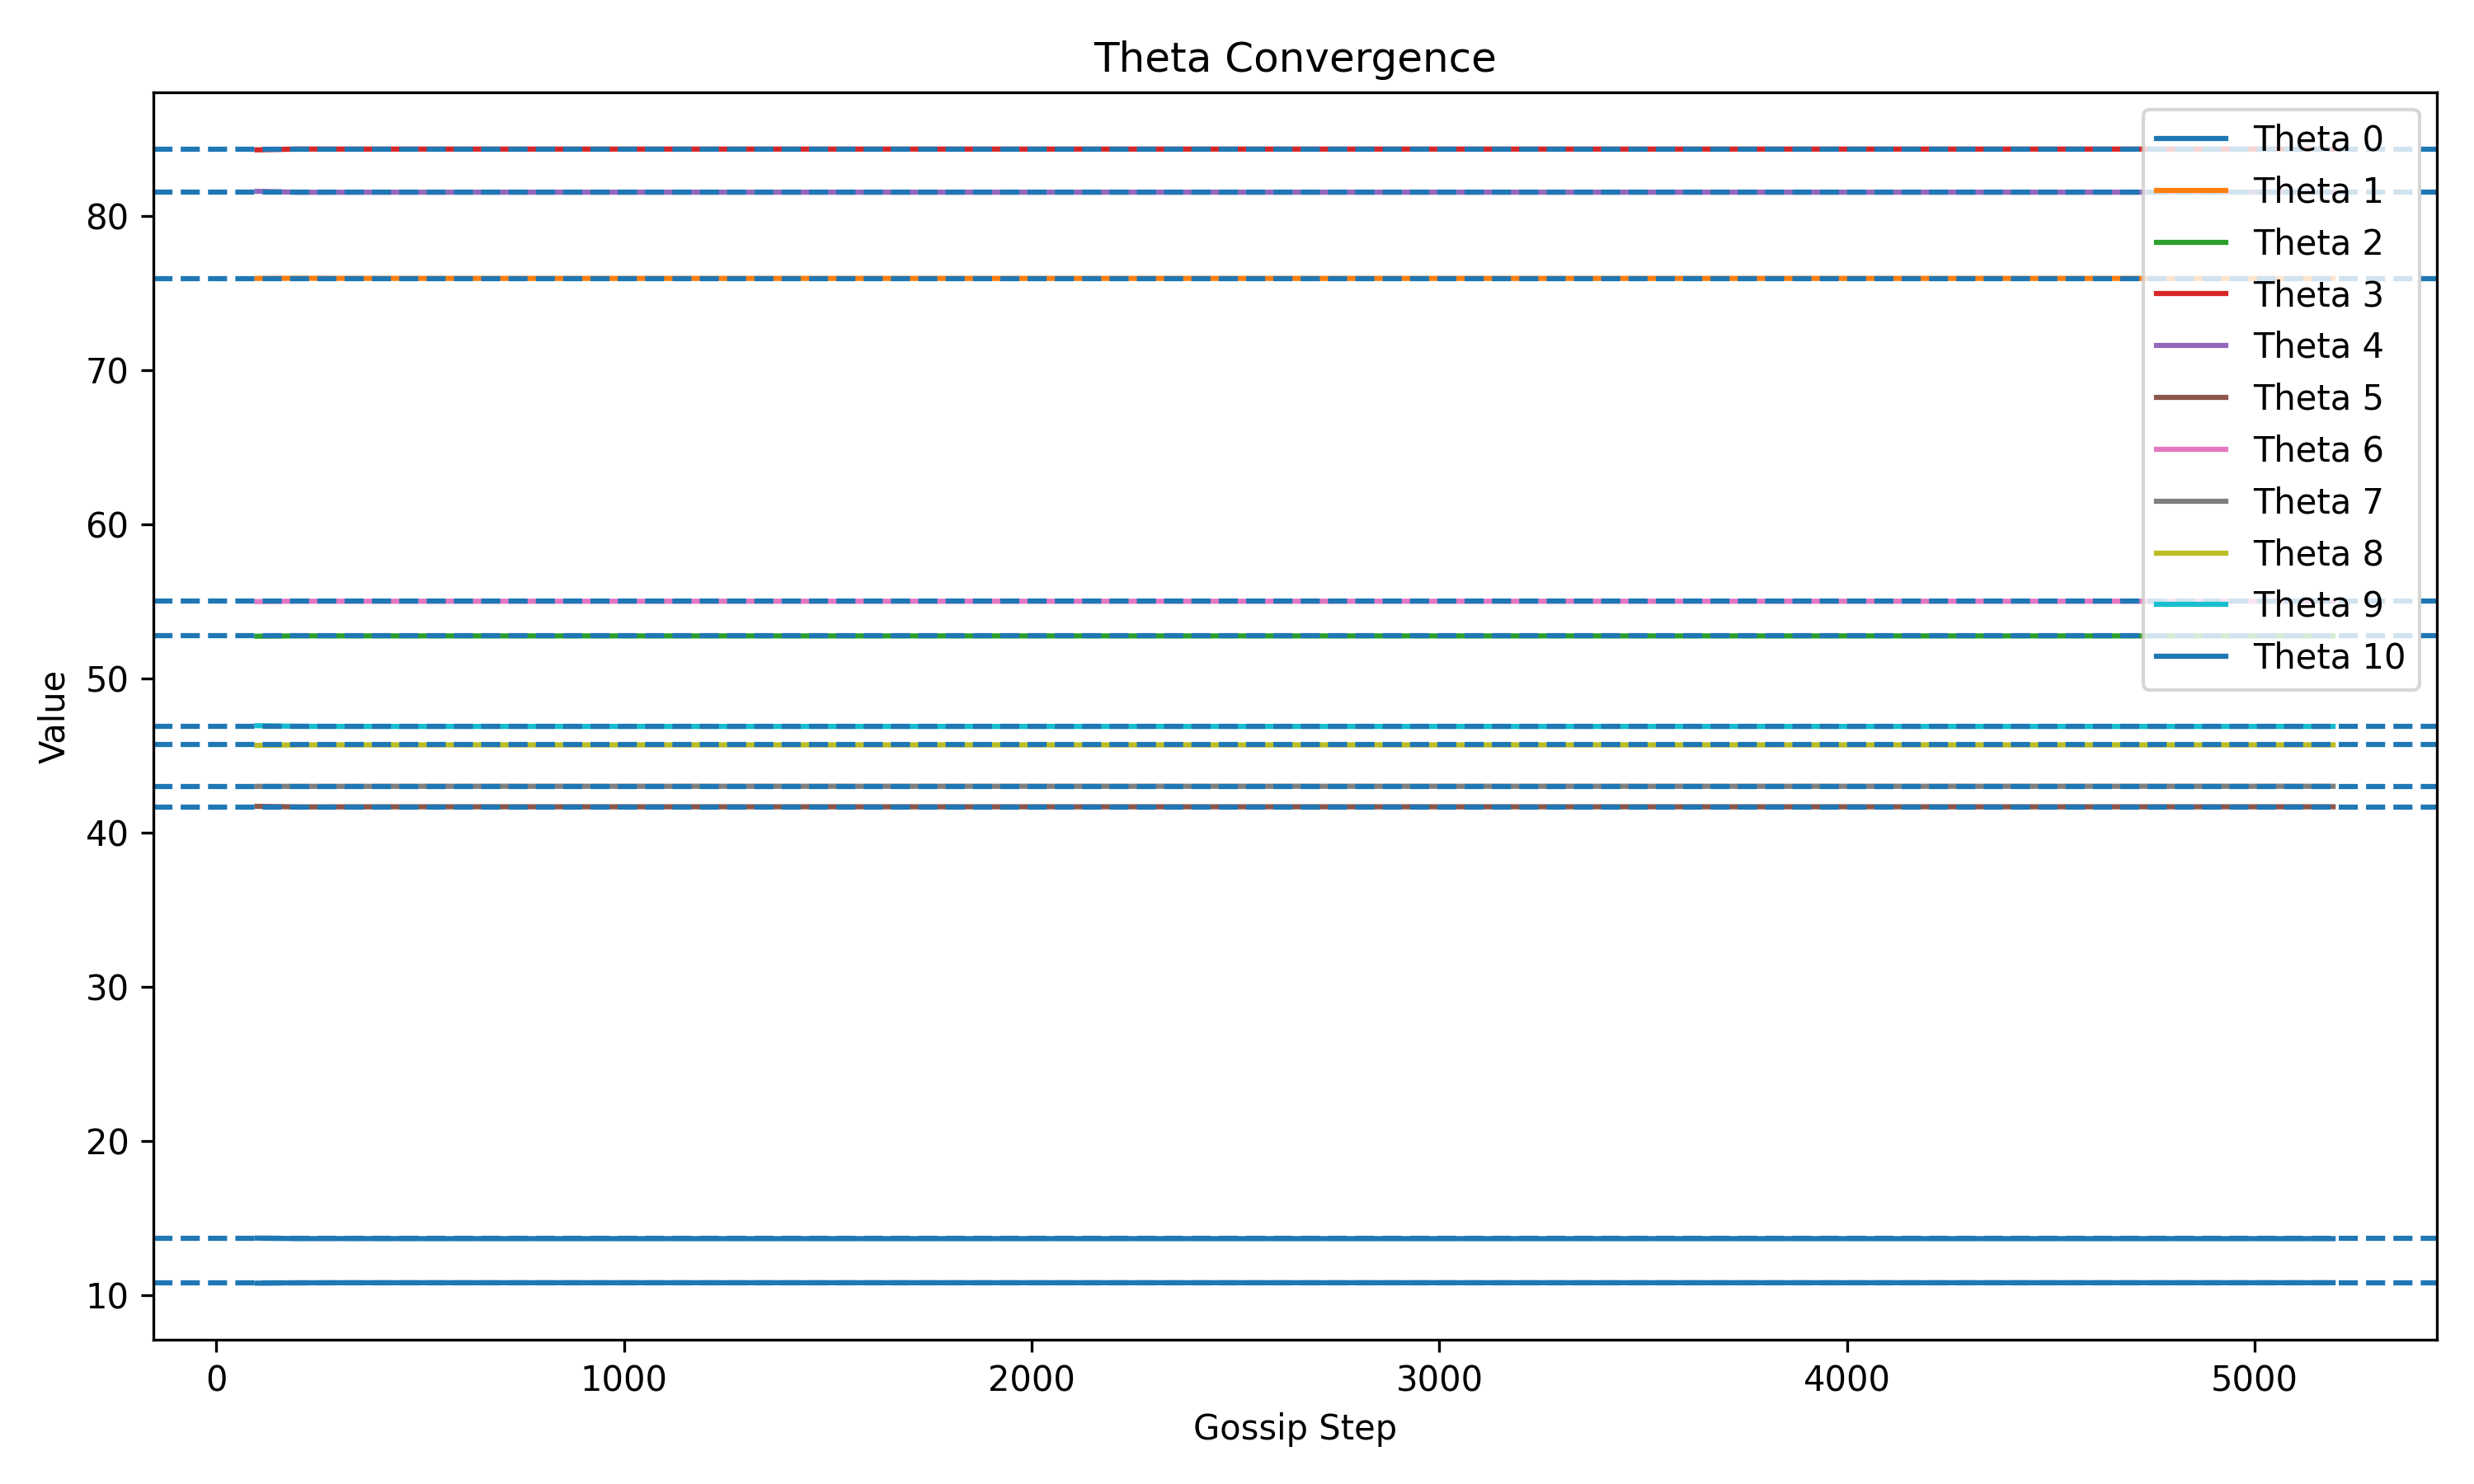 Theta Convergence
Theta 0
Theta 1
Theta 2
Theta 3
Theta 4
Theta 5
Theta 6
Theta 7
Theta 8
Theta 9
Theta 10
Value
80
70
60
50
40
30
20
10
0
1000
2000
3000
4000
5000
Gossip Step